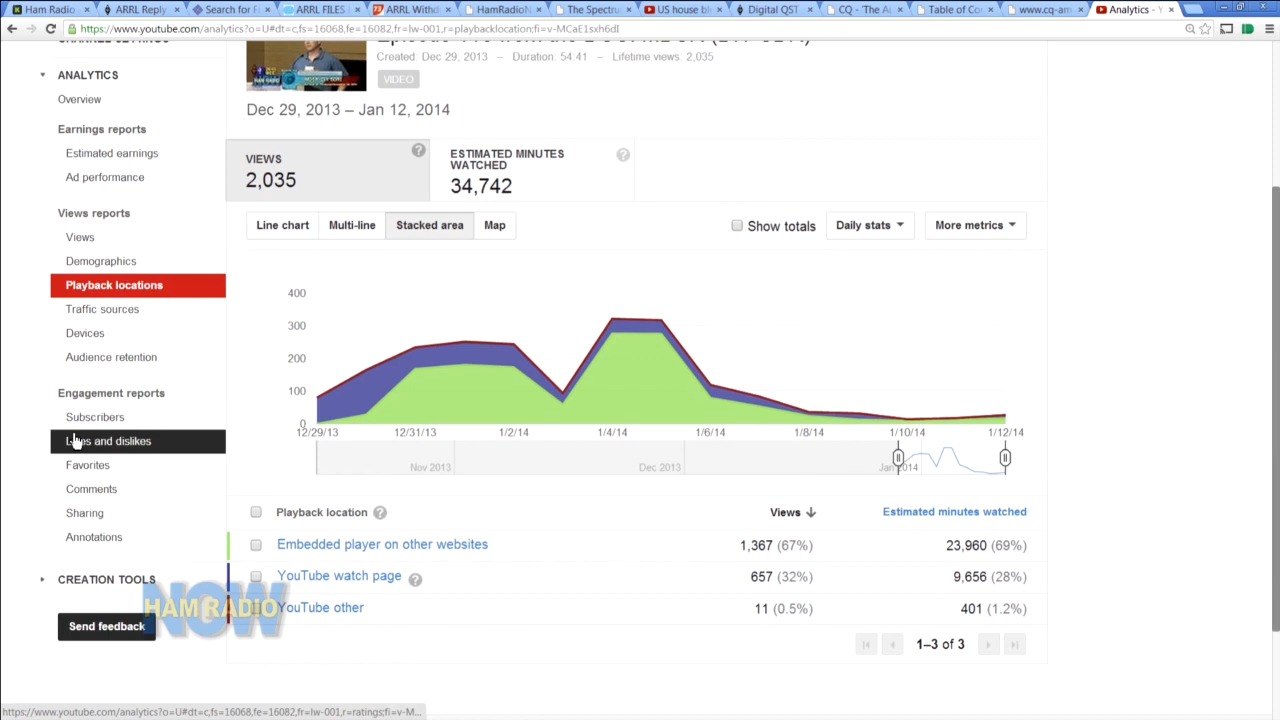 Ham Radio
ARRL Reply
Search for Fi
ARRL FILES
ARRL Withd
HamRadioN
The Spectru
US house ble
Digital QST
CQ - The Au
Table of Con
www.cq-am
Analytics - Y
https://www.youtube.com/analytics?o=U#dt=c,fs=16068,fe=16082,fr=lw-001,r=playbacklocation;fi=v-MCaE1sxh6dI
ANALYTICS
Overview
Earnings reports
Estimated earnings
Ad performance
Views reports
Views
Demographics
Playback locations
Traffic sources
Devices
Audience retention
Engagement reports
Subscribers
Likes and dislikes
Favorites
Comments
Sharing
Annotations
CREATION TOOLS
Send feedback
Created: Dec 29, 2013 – Duration: 54:41 – Lifetime views: 2,035
VIDEO
Dec 29, 2013 – Jan 12, 2014
VIEWS
2,035
ESTIMATED MINUTES
WATCHED
34,742
Line chart Multi-line Stacked area Map
Show totals Daily stats More metrics
400
300
200
100
0
12/29/13 12/31/13 1/2/14 1/4/14 1/6/14 1/8/14 1/10/14 1/12/14
Nov 2013 Dec 2013 Jan 2014
Playback location Views Estimated minutes watched
Embedded player on other websites 1,367 (67%) 23,960 (69%)
YouTube watch page 657 (32%) 9,656 (28%)
YouTube other 11 (0.5%) 401 (1.2%)
1–3 of 3
HAM RADIO
NOW
https://www.youtube.com/analytics?o=U#dt=c,fs=16068,fe=16082,fr=lw-001,r=ratings;fi=v-M...